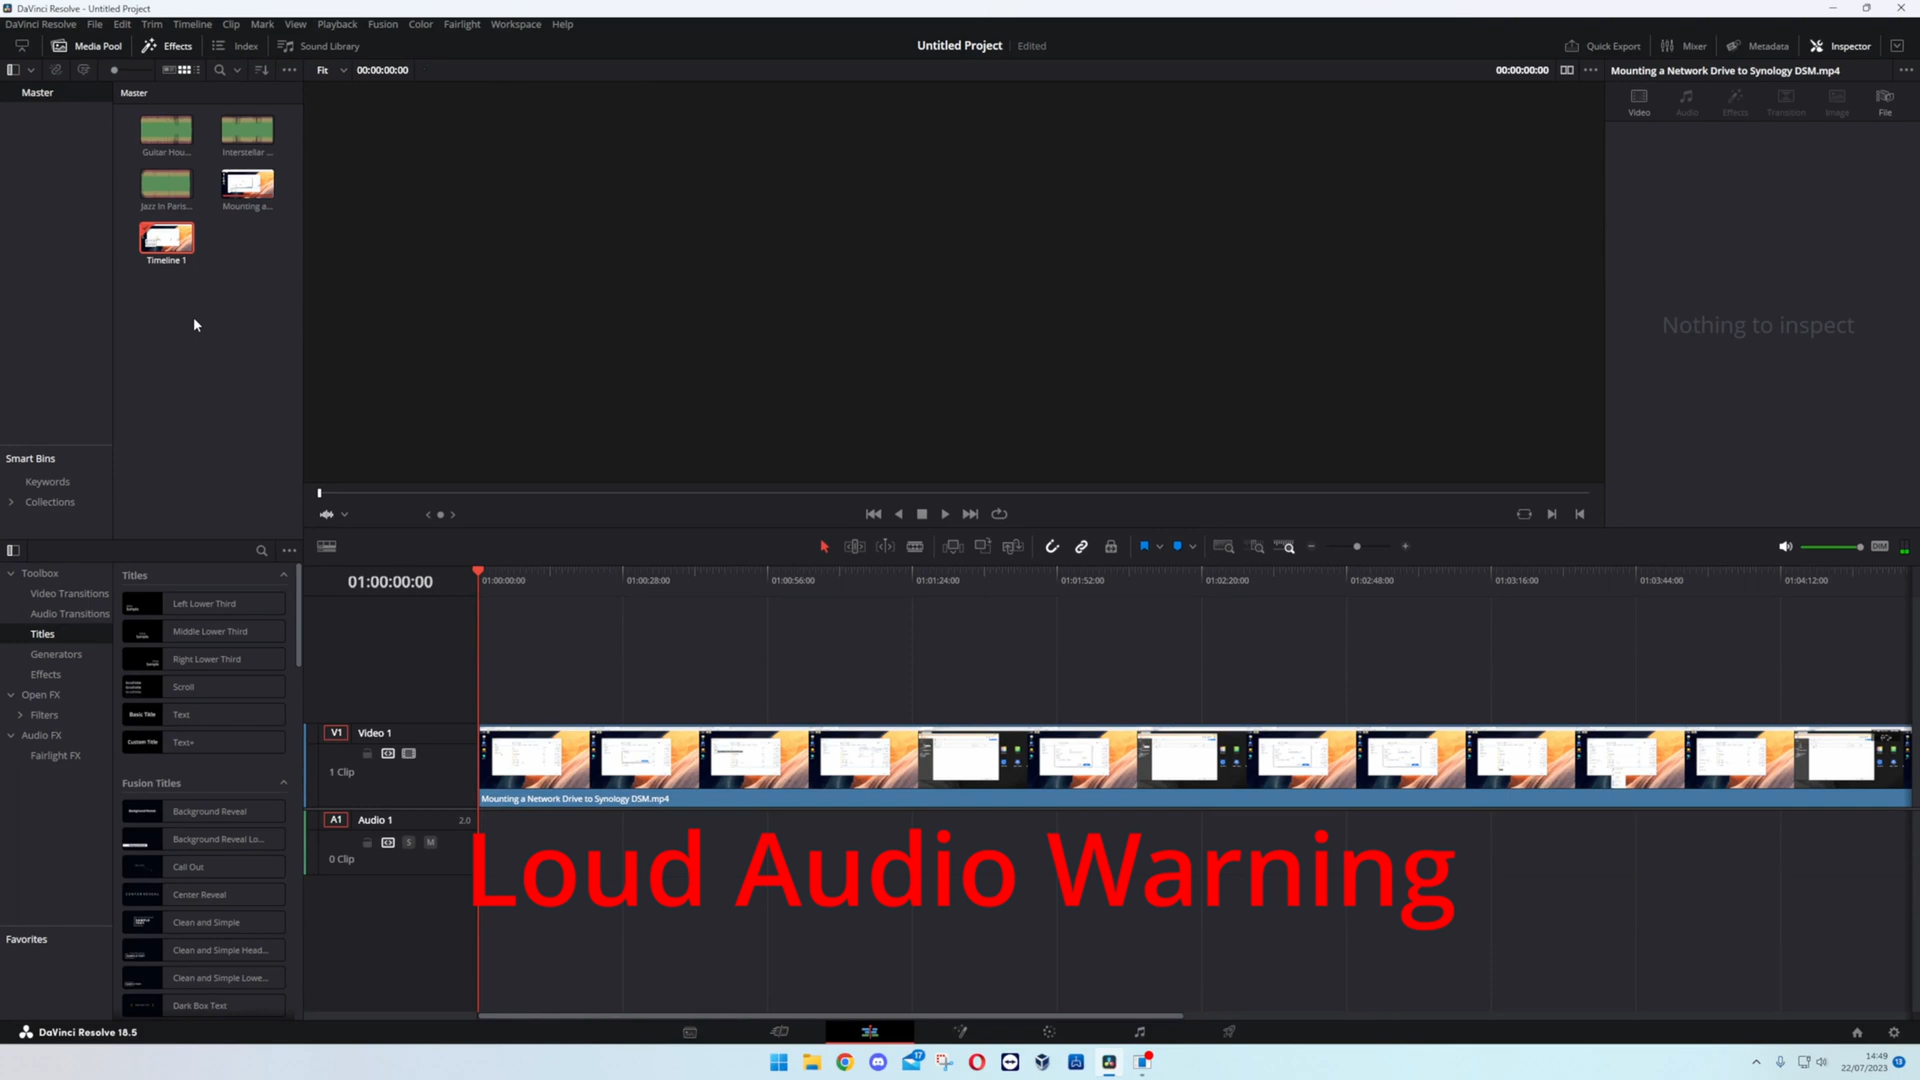 DaVinci Resolve - Untitled Project
DaVinci Resolve File Edit Trim Timeline Clip Mark View Playback Fusion Color Fairlight Workspace Help
Media Pool Effects Index Sound Library Untitled Project Edited Quick Export Mixer Metadata Inspector
Fit 00:00:00:00 00:00:00:00 Mounting a Network Drive to Synology DSM.mp4
Master Master
Video Audio Effects Transition Image File
Guitar Hou... Interstellar ...
Jazz In Paris... Mounting a...
Timeline 1
Nothing to inspect
Smart Bins
Keywords
Collections
DIM
Toolbox
Video Transitions
Audio Transitions
Titles
Generators
Effects
Open FX
Filters
Audio FX
Fairlight FX
Favorites
Titles
Left Lower Third
Middle Lower Third
Right Lower Third
Scroll
Basic Title Text
Custom Title Text+
Fusion Titles
Background Reveal
Background Reveal Lo...
Call Out
Center Reveal
Clean and Simple
Clean and Simple Head...
Clean and Simple Lowe...
Dark Box Text
01:00:00:00 01:00:00:00 01:00:28:00 01:00:56:00 01:01:24:00 01:01:52:00 01:02:20:00 01:02:48:00 01:03:16:00 01:03:44:00 01:04:12:00
V1 Video 1
1 Clip
Mounting a Network Drive to Synology DSM.mp4
A1 Audio 1 2.0
S M
0 Clip
Loud Audio Warning
DaVinci Resolve 18.5
17
14:49
22/07/2023
13